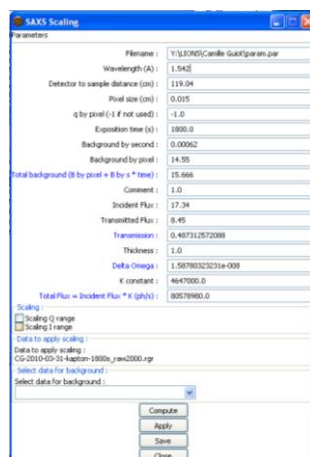 SAXS Scaling
Parameters
Filename : Y:\LIONS\Camille Guiot\param.par
Wavelength (A) : 1.542
Detector to sample distance (cm) : 119.04
Pixel size (cm) : 0.015
q by pixel (-1 if not used) : -1.0
Exposition time (s) : 1800.0
Background by second : 0.00062
Background by pixel : 14.55
Total background (B by pixel + B by s * time) : 15.666
Comment : 1.0
Incident Flux : 17.34
Transmitted Flux : 8.45
Transmission : 0.487312572088
Thickness : 1.0
Delta Omega : 1.58780323231e-008
K constant : 4647000.0
Total Flux = Incident Flux * K (ph/s) : 80578980.0
Scaling :
Scaling Q range
Scaling I range
Data to apply scaling :
Data to apply scaling :
CG-2010-03-31-kapton-1800s_raw2000.rgr
Select data for background :
Select data for background :
Compute
Apply
Save
Close